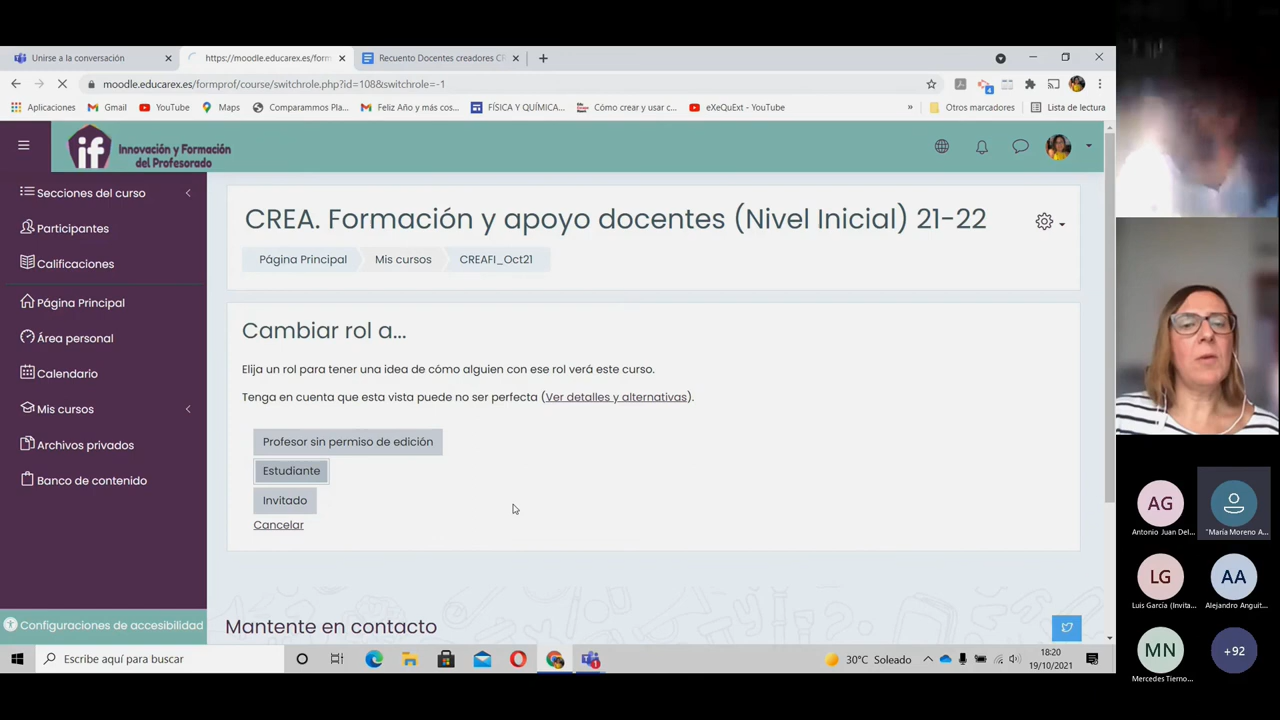 Unirse a la conversación
https://moodle.educarex.es/form
Recuento Docentes creadores C
moodle.educarex.es/formprof/course/switchrole.php?id=108&switchrole=-1
Aplicaciones
Gmail
YouTube
Maps
Comparammos Plan...
Feliz Año y más cos...
FÍSICA Y QUÍMICA...
Cómo crear y usar c...
eXeQuExt - YouTube
»
Otros marcadores
Lista de lectura
if Innovación y Formación
del Profesorado
Secciones del curso
Participantes
Calificaciones
Página Principal
Área personal
Calendario
Mis cursos
Archivos privados
Banco de contenido
Configuraciones de accesibilidad
CREA. Formación y apoyo docentes (Nivel Inicial) 21-22
Página Principal
Mis cursos
CREAFI_Oct21
Cambiar rol a...
Elija un rol para tener una idea de cómo alguien con ese rol verá este curso.
Tenga en cuenta que esta vista puede no ser perfecta (Ver detalles y alternativas).
Profesor sin permiso de edición
Estudiante
Invitado
Cancelar
Mantente en contacto
Escribe aquí para buscar
30°C Soleado
18:20
19/10/2021
AG
Antonio Juan Del...
"María Moreno A...
LG
Luis García (Invita...
AA
Alejandro Anguit...
MN
Mercedes Tierno...
+92